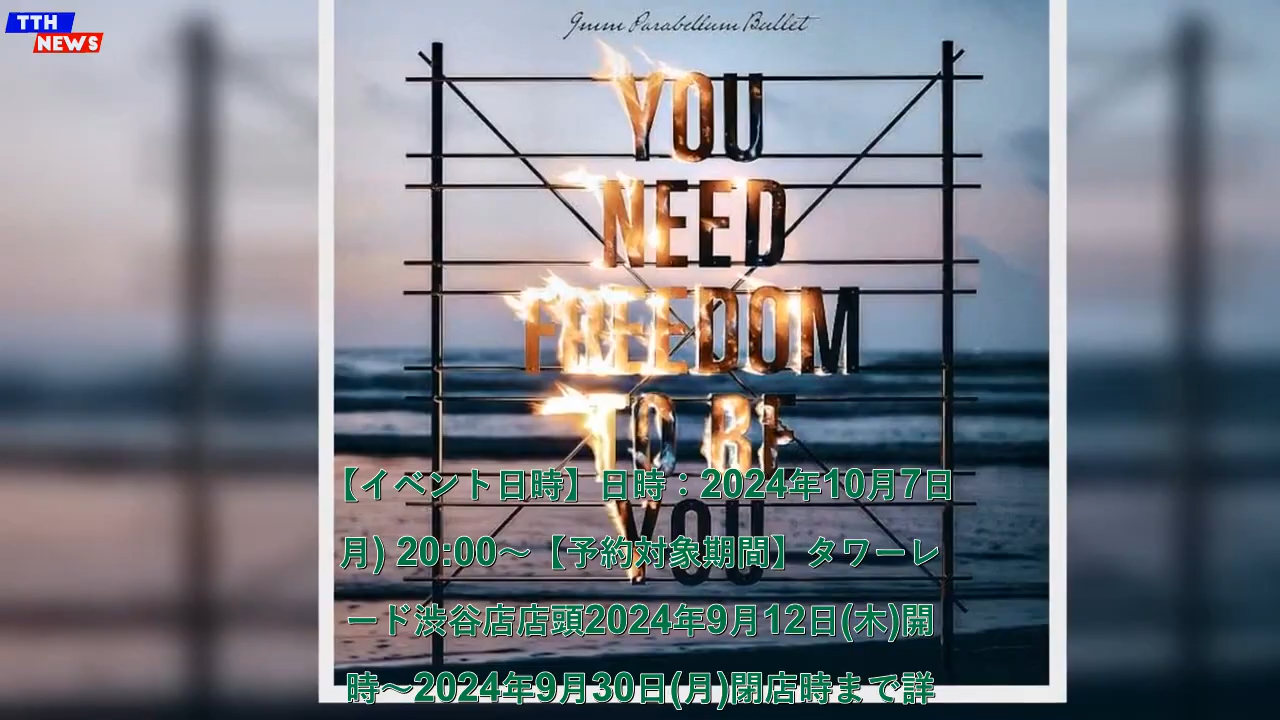 TTH
NEWS
9mm Parabellum Bullet
YOU
NEED
FREEDOM
TO BE
YOU
【イベント日時】日時：2024年10月7日
月) 20:00～【予約対象期間】タワーレ
ード渋谷店店頭2024年9月12日(木)開
時～2024年9月30日(月)閉店時まで詳